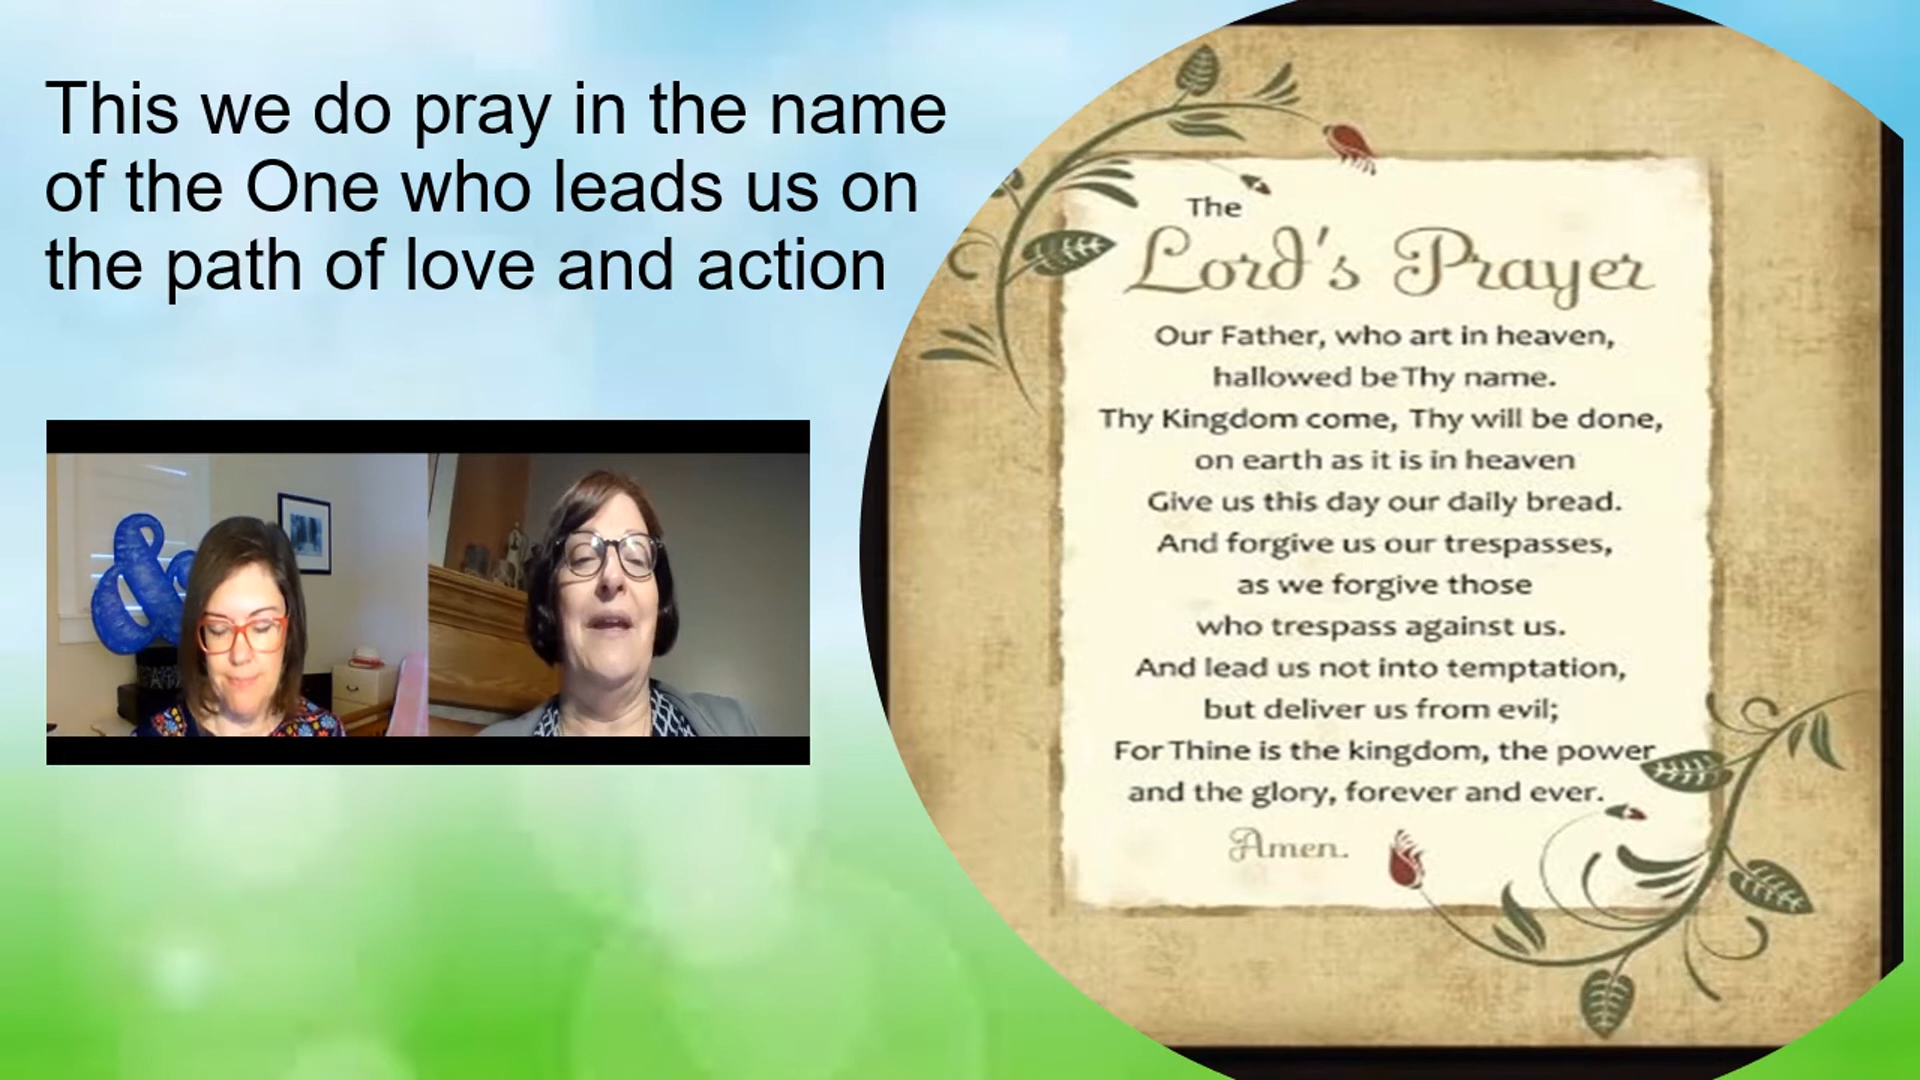 This we do pray in the name
of the One who leads us on
the path of love and action
&
The
Lord's Prayer
Our Father, who art in heaven,
hallowed be Thy name.
Thy Kingdom come, Thy will be done,
on earth as it is in heaven
Give us this day our daily bread.
And forgive us our trespasses,
as we forgive those
who trespass against us.
And lead us not into temptation,
but deliver us from evil;
For Thine is the kingdom, the power
and the glory, forever and ever.
Amen.